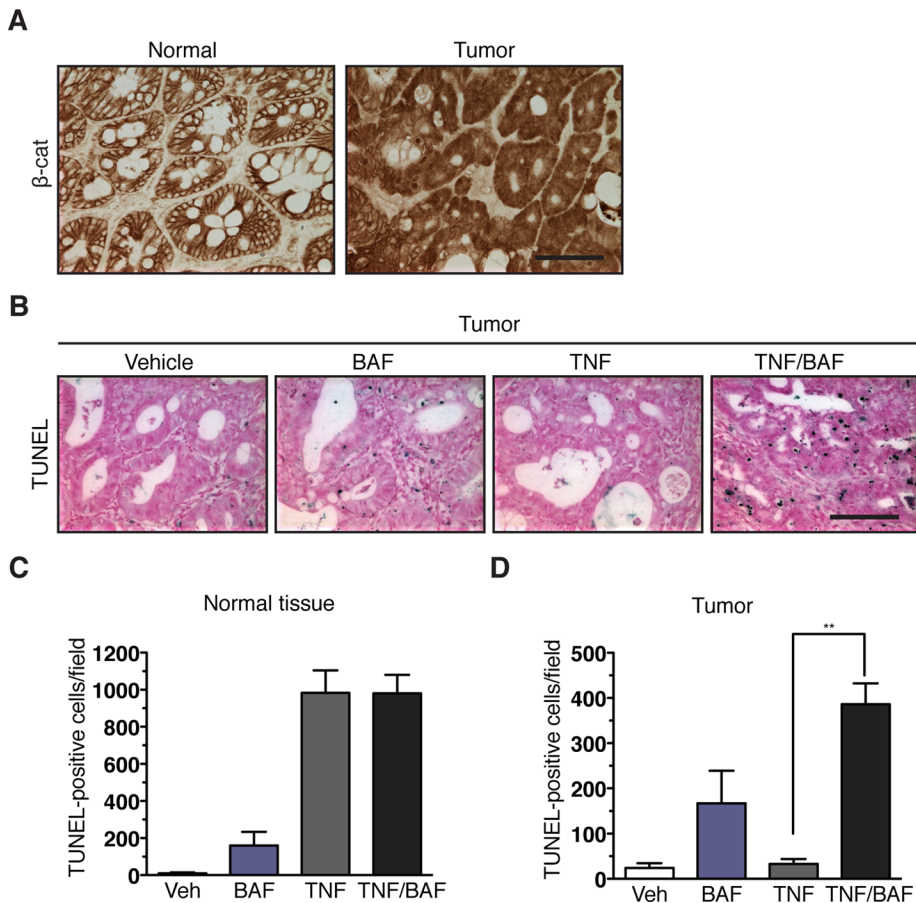 A
Normal
Tumor
β-cat
B
Tumor
Vehicle
BAF
TNF
TNF/BAF
TUNEL
C
Normal tissue
TUNEL-positive cells/field
1200
1000
800
600
400
200
0
Veh
BAF
TNF
TNF/BAF
D
Tumor
**
TUNEL-positive cells/field
500
400
300
200
100
0
Veh
BAF
TNF
TNF/BAF